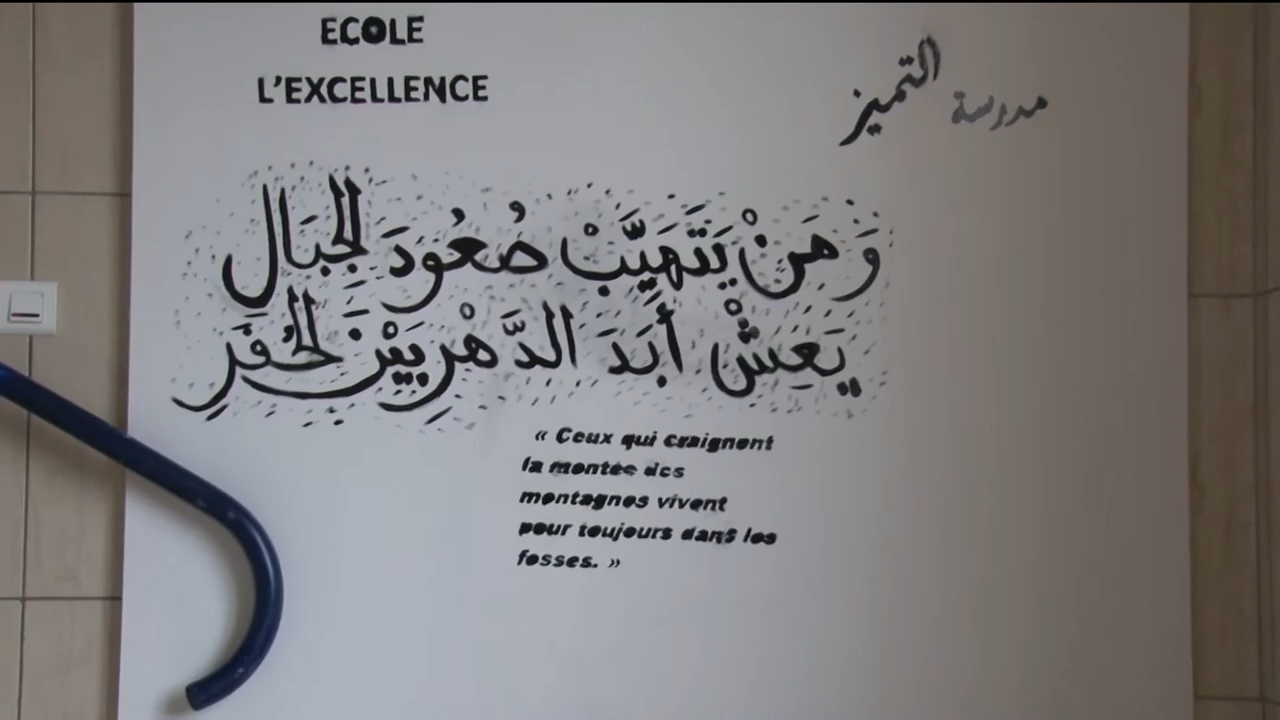 ECOLE
L'EXCELLENCE
مدرسة التميز
وَمَنْ يَتَهَيَّبْ صُعُودَ الجِبَال
يَعِشْ أَبَدَ الدَّهْرِ بَيْنَ الحُفَرِ
« Ceux qui craignent
la montée des
montagnes vivent
pour toujours dans les
fosses. »